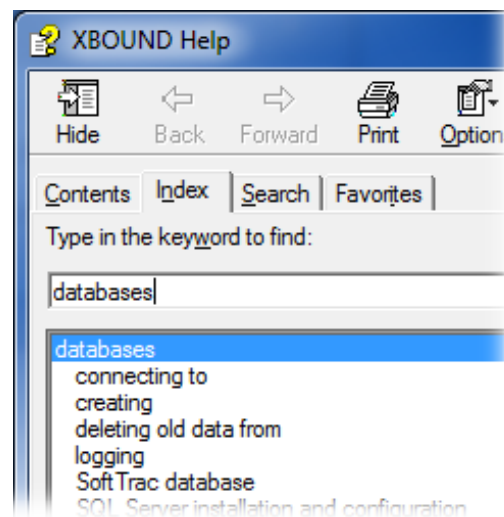 XBOUND Help
Hide Back Forward Print Option
Contents Index Search Favorites
Type in the keyword to find:
databases
databases
connecting to
creating
deleting old data from
logging
SoftTrac database
SQL Server installation and configuration